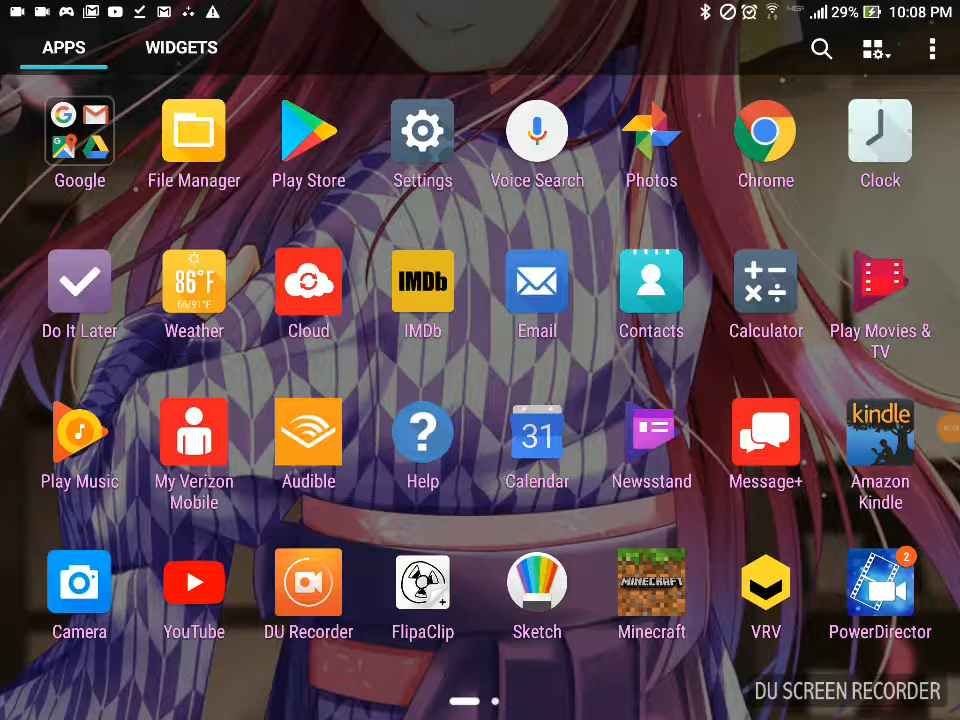 29% 10:08 PM
APPS WIDGETS
Google File Manager Play Store Settings Voice Search Photos Chrome Clock
86°F
66/91°F
IMDb
Do It Later Weather Cloud IMDb Email Contacts Calculator Play Movies &
TV
?
31
kindle
Play Music My Verizon
Mobile Audible Help Calendar Newsstand Message+ Amazon
Kindle
MINECRAFT
2
Camera YouTube DU Recorder FlipaClip Sketch Minecraft VRV PowerDirector
DU SCREEN RECORDER